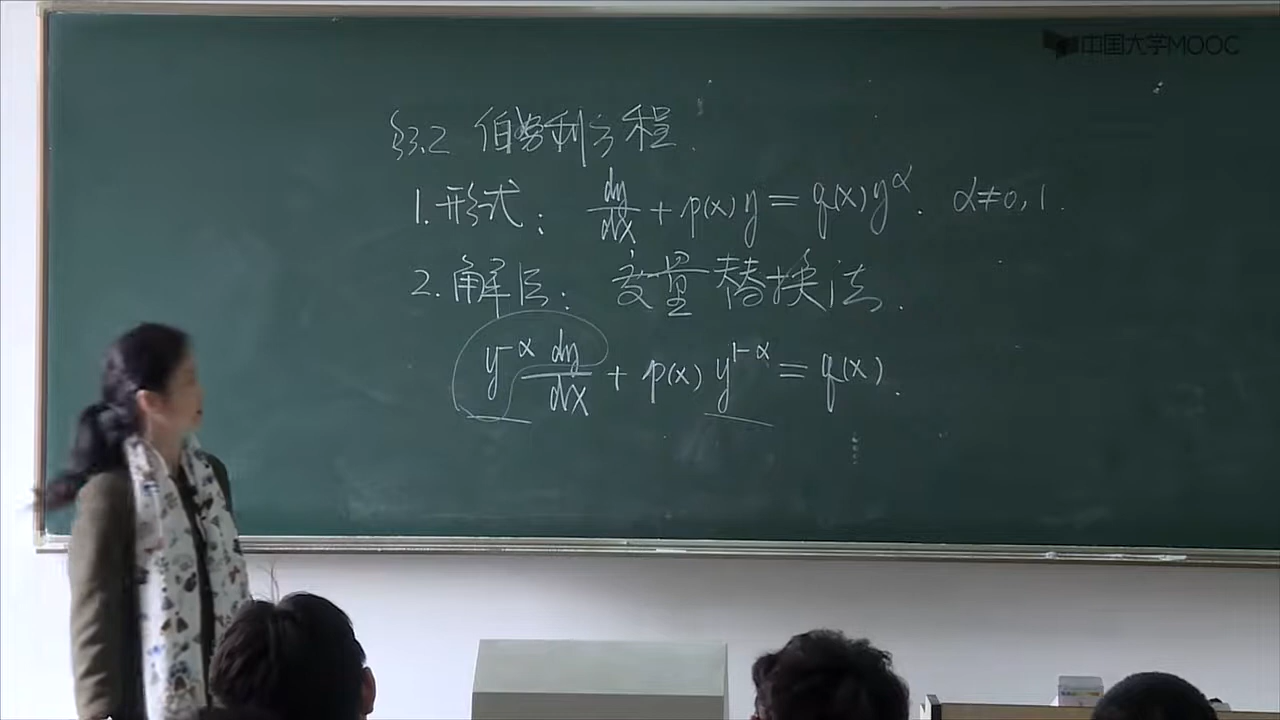 中国大学MOOC
§3.2 伯努利方程.
1. 形式: dy/dx + p(x) y = q(x) y^α. α≠0, 1.
2. 解法: 变量替换法.
y^{-α} dy/dx + p(x) y^{1-α} = q(x).